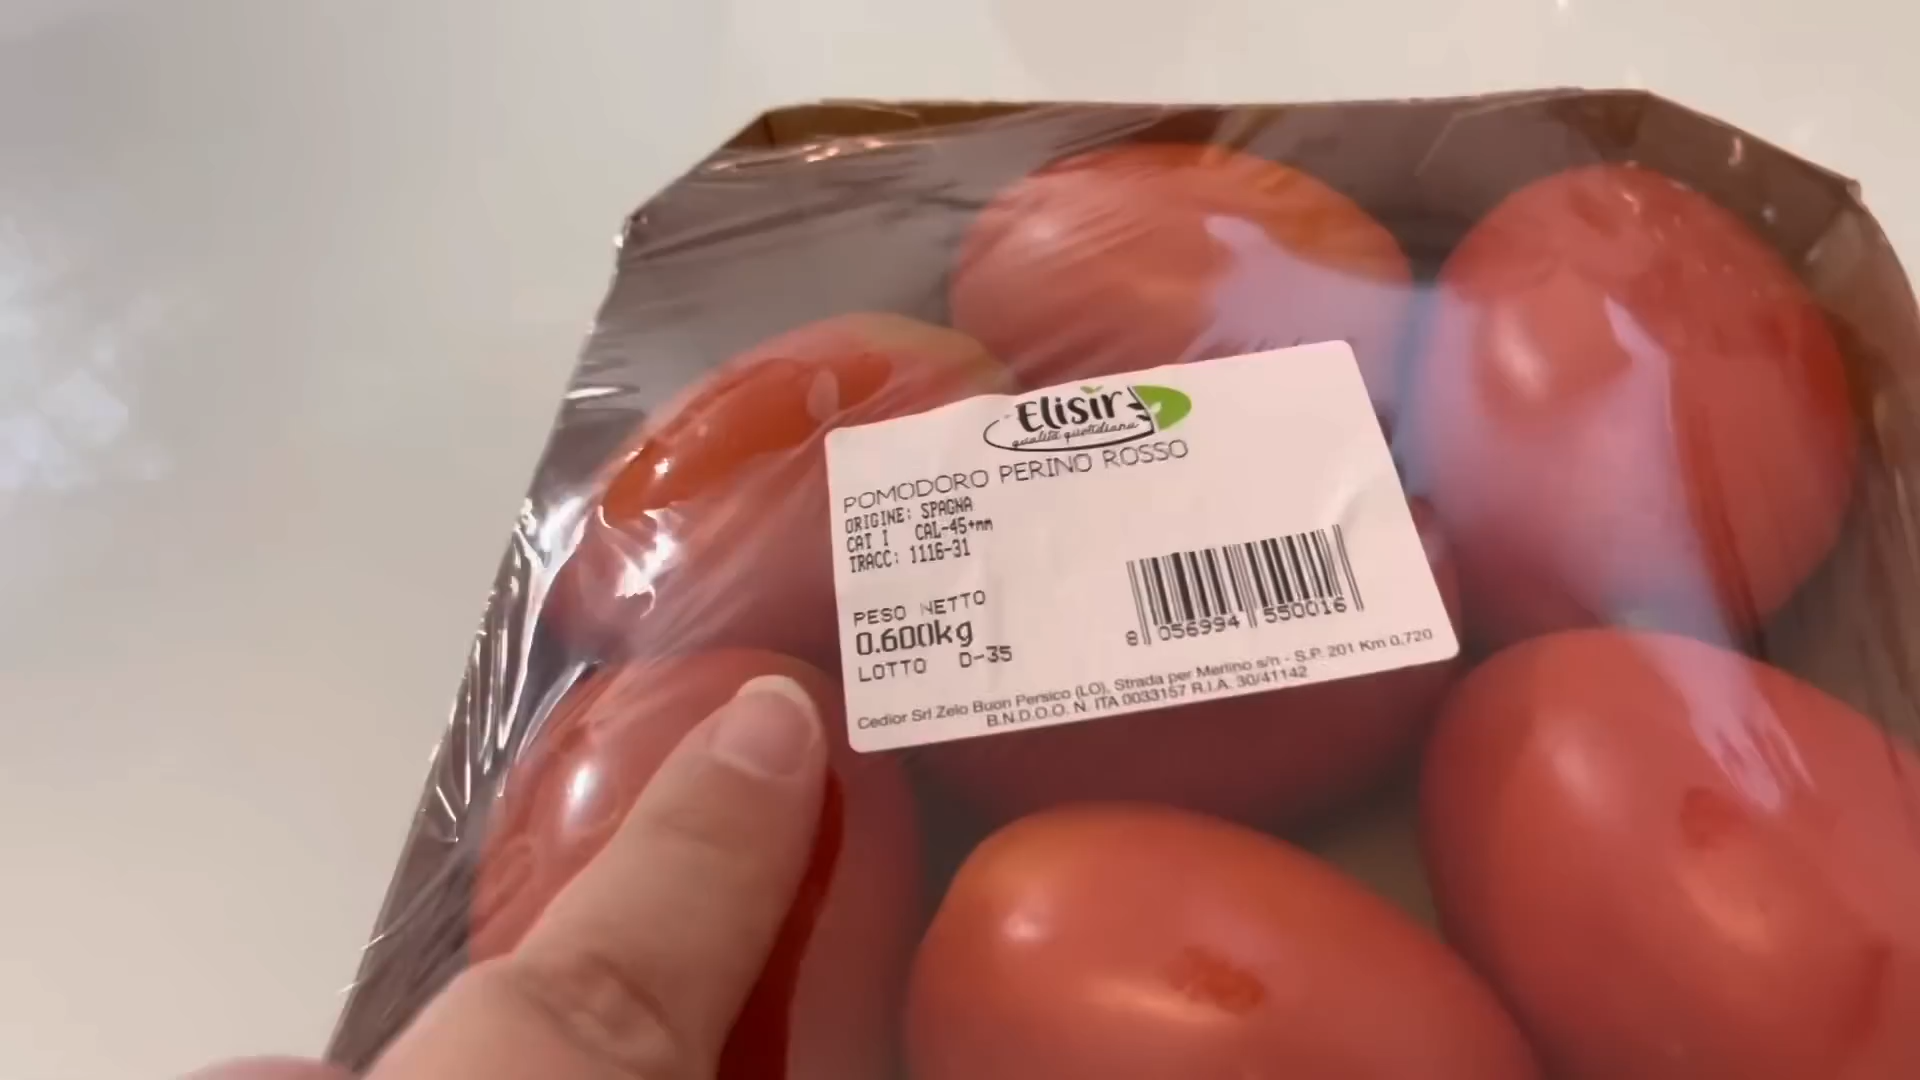 Elisir
qualità quotidiana
POMODORO PERINO ROSSO
ORIGINE: SPAGNA
CAT I CAL-45+mm
TRACC: 1116-31
PESO NETTO
0.600kg
LOTTO D-35
8 056994 550016
Cedior Srl Zelo Buon Persico (LO), Strada per Merlino s/n - S.P. 201 Km 0,720
B.N.D.O.O. N. ITA 0033157 R.I.A. 30/41142